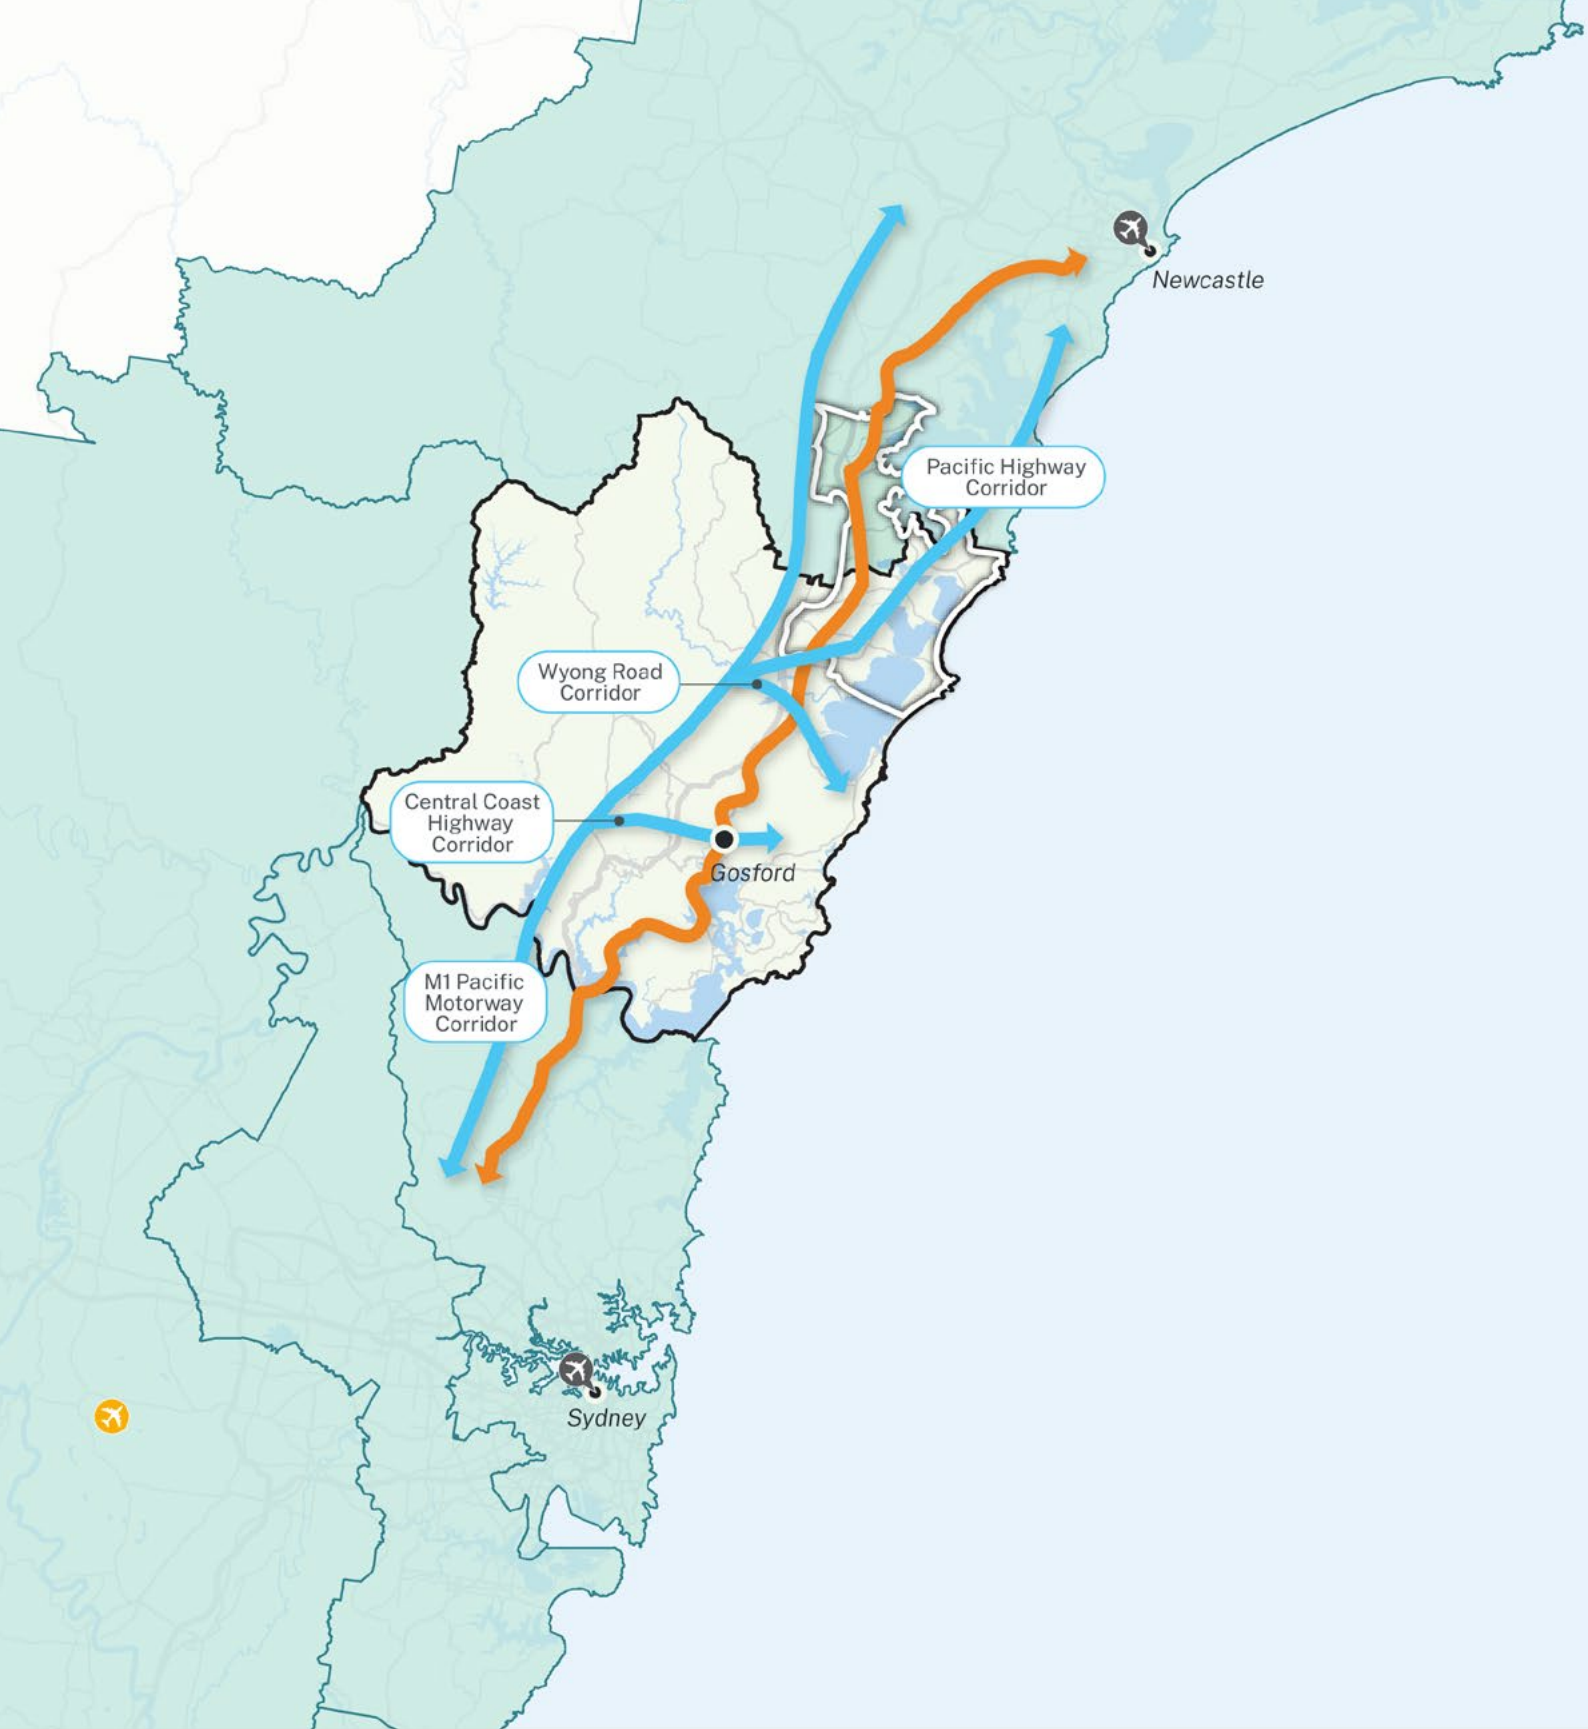 Newcastle
Pacific Highway
Corridor
Wyong Road
Corridor
Central Coast
Highway
Corridor
Gosford
M1 Pacific
Motorway
Corridor
Sydney